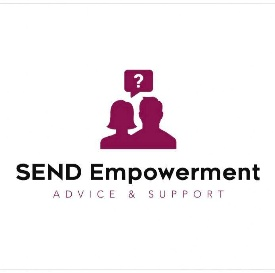 ?
SEND Empowerment
ADVICE & SUPPORT